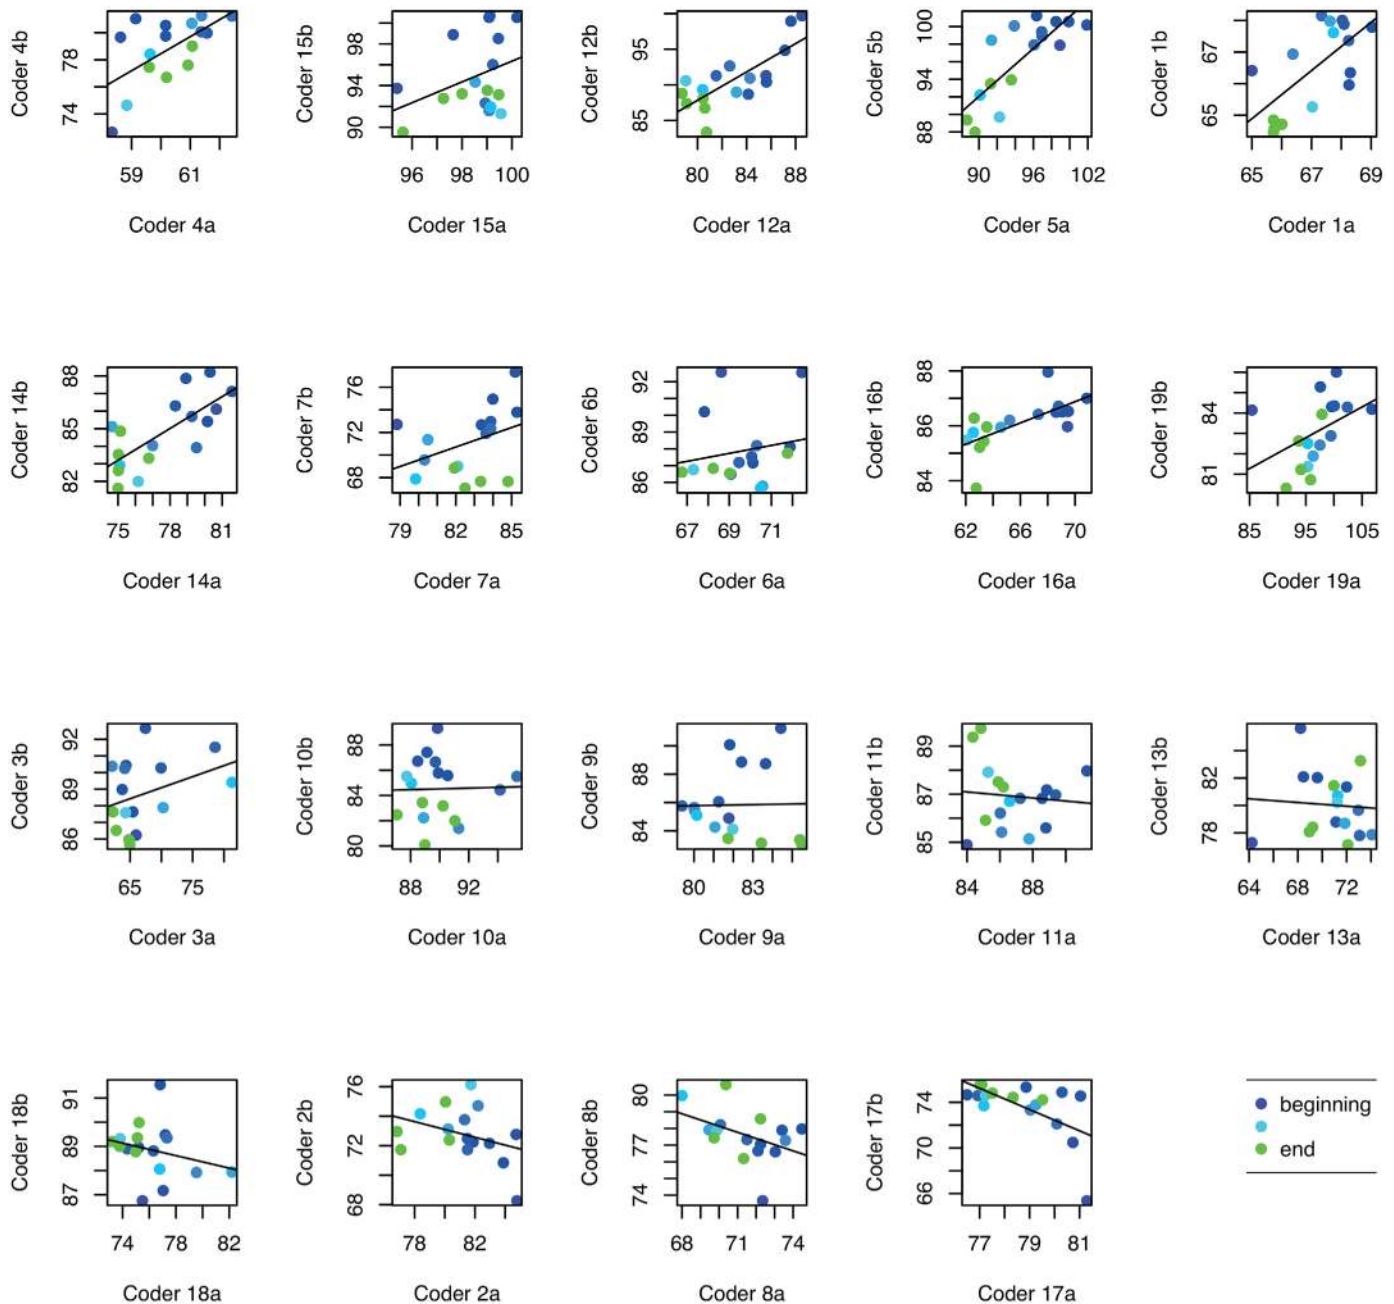 Coder 4b
78
74
59 61
Coder 4a
Coder 15b
98
94
90
96 98 100
Coder 15a
Coder 12b
95
85
80 84 88
Coder 12a
Coder 5b
100
94
88
90 96 102
Coder 5a
Coder 1b
67
65
65 67 69
Coder 1a
Coder 14b
88
85
82
75 78 81
Coder 14a
Coder 7b
76
72
68
79 82 85
Coder 7a
Coder 6b
92
89
86
67 69 71
Coder 6a
Coder 16b
88
86
84
62 66 70
Coder 16a
Coder 19b
84
81
85 95 105
Coder 19a
Coder 3b
92
89
86
65 75
Coder 3a
Coder 10b
88
84
80
88 92
Coder 10a
Coder 9b
88
84
80 83
Coder 9a
Coder 11b
89
87
85
84 88
Coder 11a
Coder 13b
82
78
64 68 72
Coder 13a
Coder 18b
91
89
87
74 78 82
Coder 18a
Coder 2b
76
72
68
78 82
Coder 2a
Coder 8b
80
77
74
68 71 74
Coder 8a
Coder 17b
74
70
66
77 79 81
Coder 17a
beginning
end